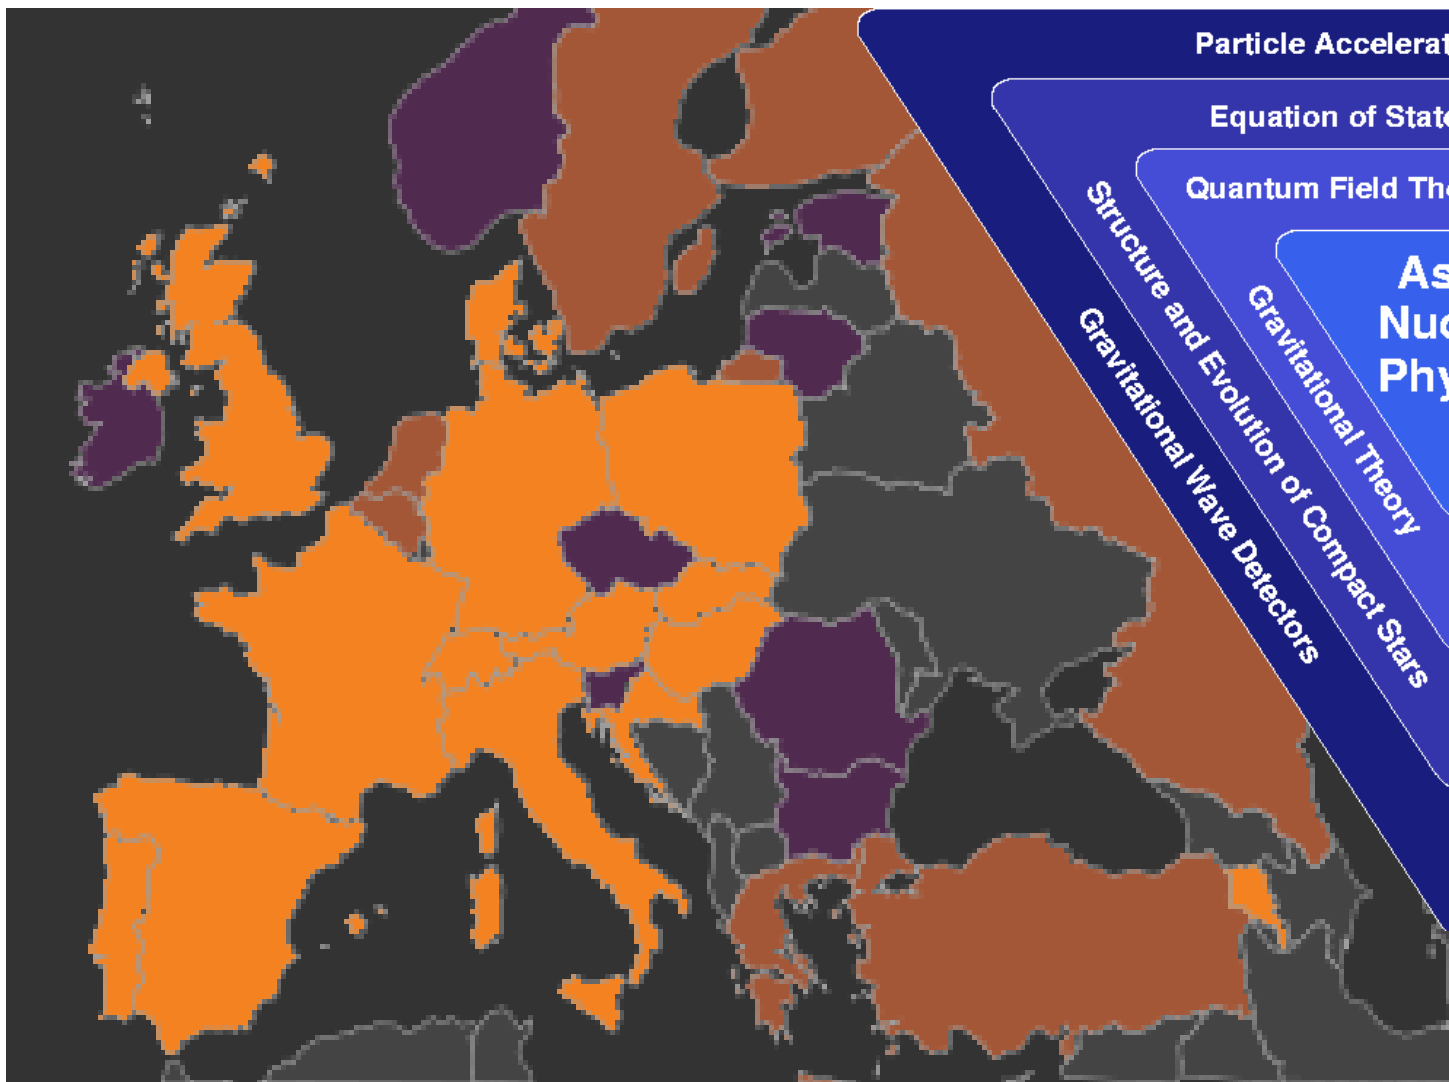 Particle Accelerat
Equation of State
Quantum Field The
As
Nuc
Phy
Gravitational Theory
Structure and Evolution of Compact Stars
Gravitational Wave Detectors